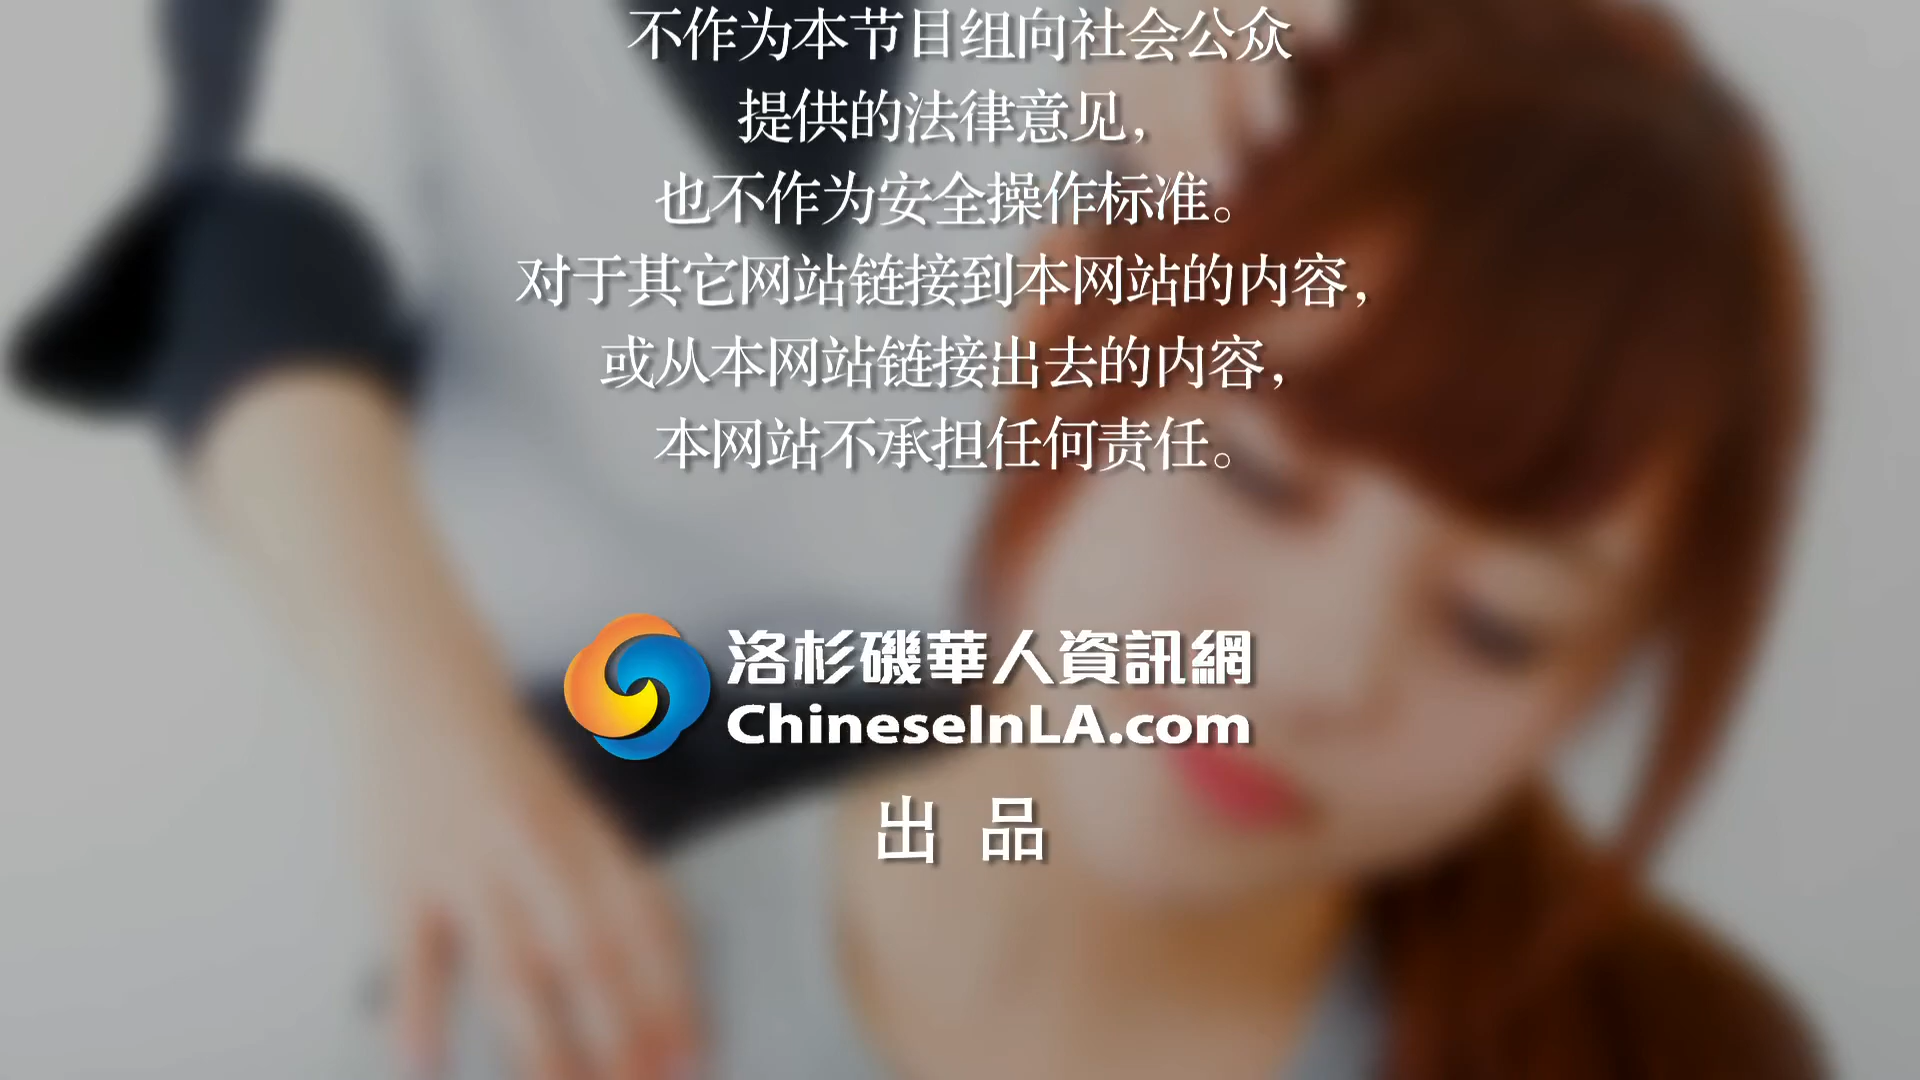 不作为本节目组向社会公众
提供的法律意见，
也不作为安全操作标准。
对于其它网站链接到本网站的内容，
或从本网站链接出去的内容，
本网站不承担任何责任。
洛杉磯華人資訊網
ChineseInLA.com
出 品